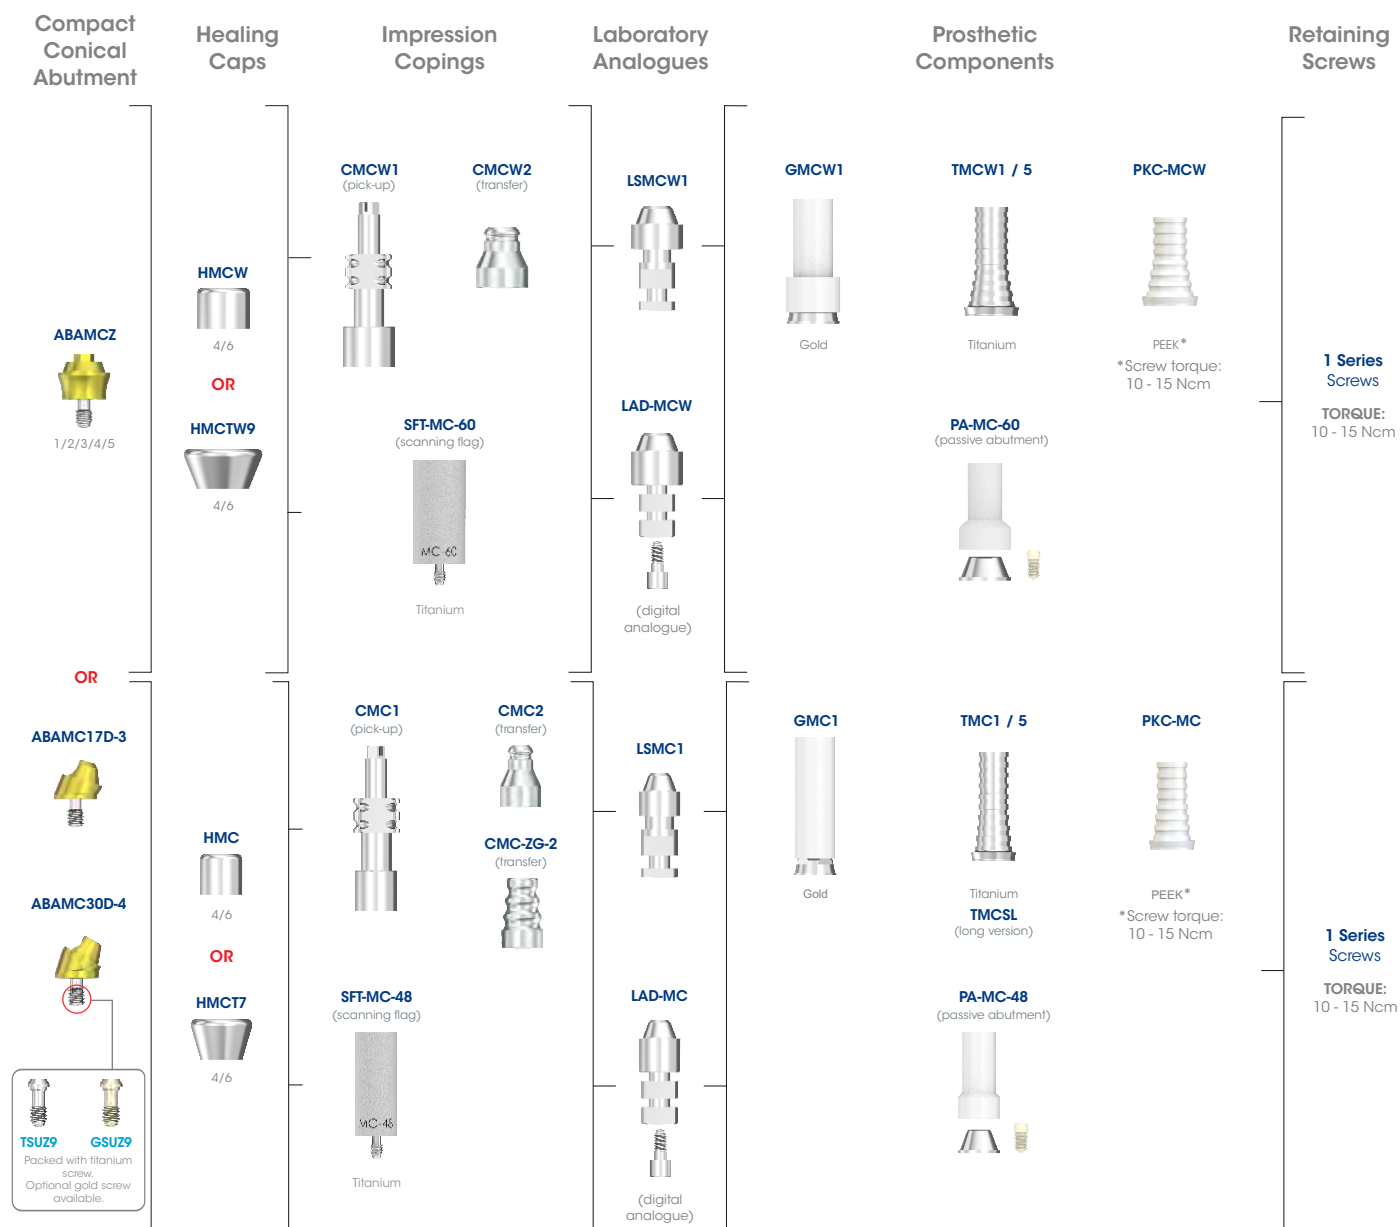 Compact
Conical
Abutment
Healing
Caps
Impression
Copings
Laboratory
Analogues
Prosthetic
Components
Retaining
Screws
ABAMCZ
1/2/3/4/5
HMCW
4/6
OR
HMCTW9
4/6
CMCW1
(pick-up)
CMCW2
(transfer)
SFT-MC-60
(scanning flag)
MC-60
Titanium
LSMCW1
LAD-MCW
(digital
analogue)
GMCW1
Gold
TMCW1 / 5
Titanium
PKC-MCW
PEEK*
*Screw torque:
10 - 15 Ncm
PA-MC-60
(passive abutment)
1 Series
Screws
TORQUE:
10 - 15 Ncm
OR
ABAMC17D-3
ABAMC30D-4
TSUZ9
GSUZ9
Packed with titanium
screw.
Optional gold screw
available.
HMC
4/6
OR
HMCT7
4/6
CMC1
(pick-up)
CMC2
(transfer)
CMC-ZG-2
(transfer)
SFT-MC-48
(scanning flag)
MC-48
Titanium
LSMC1
LAD-MC
(digital
analogue)
GMC1
Gold
TMC1 / 5
Titanium
TMCSL
(long version)
PKC-MC
PEEK*
*Screw torque:
10 - 15 Ncm
PA-MC-48
(passive abutment)
1 Series
Screws
TORQUE:
10 - 15 Ncm